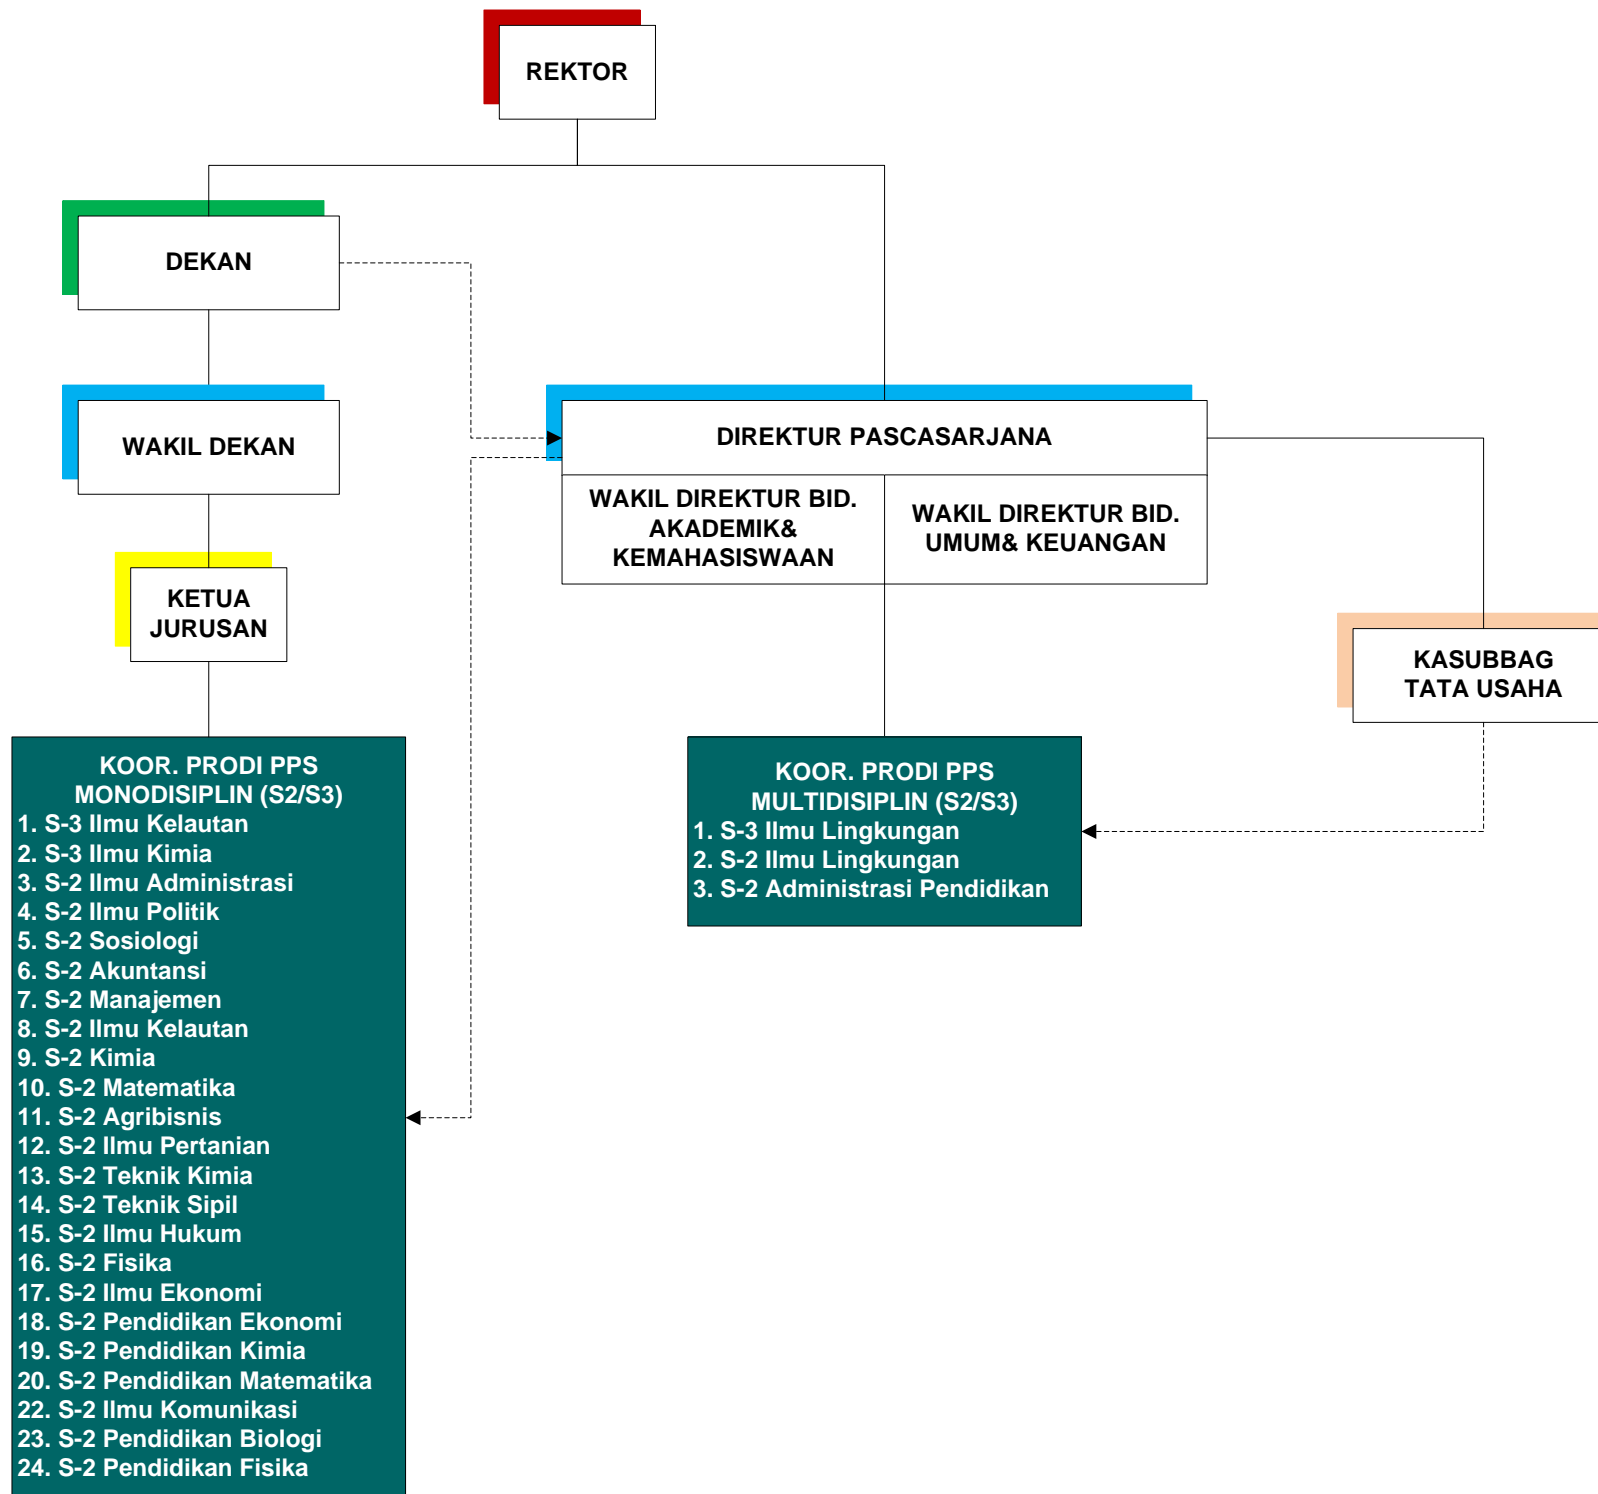 REKTOR
DEKAN
WAKIL DEKAN
DIREKTUR PASCASARJANA
WAKIL DIREKTUR BID.
AKADEMIK&
KEMAHASISWAAN
WAKIL DIREKTUR BID.
UMUM& KEUANGAN
KETUA
JURUSAN
KASUBBAG
TATA USAHA
KOOR. PRODI PPS
MONODISIPLIN (S2/S3)
1. S-3 Ilmu Kelautan
2. S-3 Ilmu Kimia
3. S-2 Ilmu Administrasi
4. S-2 Ilmu Politik
5. S-2 Sosiologi
6. S-2 Akuntansi
7. S-2 Manajemen
8. S-2 Ilmu Kelautan
9. S-2 Kimia
10. S-2 Matematika
11. S-2 Agribisnis
12. S-2 Ilmu Pertanian
13. S-2 Teknik Kimia
14. S-2 Teknik Sipil
15. S-2 Ilmu Hukum
16. S-2 Fisika
17. S-2 Ilmu Ekonomi
18. S-2 Pendidikan Ekonomi
19. S-2 Pendidikan Kimia
20. S-2 Pendidikan Matematika
22. S-2 Ilmu Komunikasi
23. S-2 Pendidikan Biologi
24. S-2 Pendidikan Fisika
KOOR. PRODI PPS
MULTIDISIPLIN (S2/S3)
1. S-3 Ilmu Lingkungan
2. S-2 Ilmu Lingkungan
3. S-2 Administrasi Pendidikan